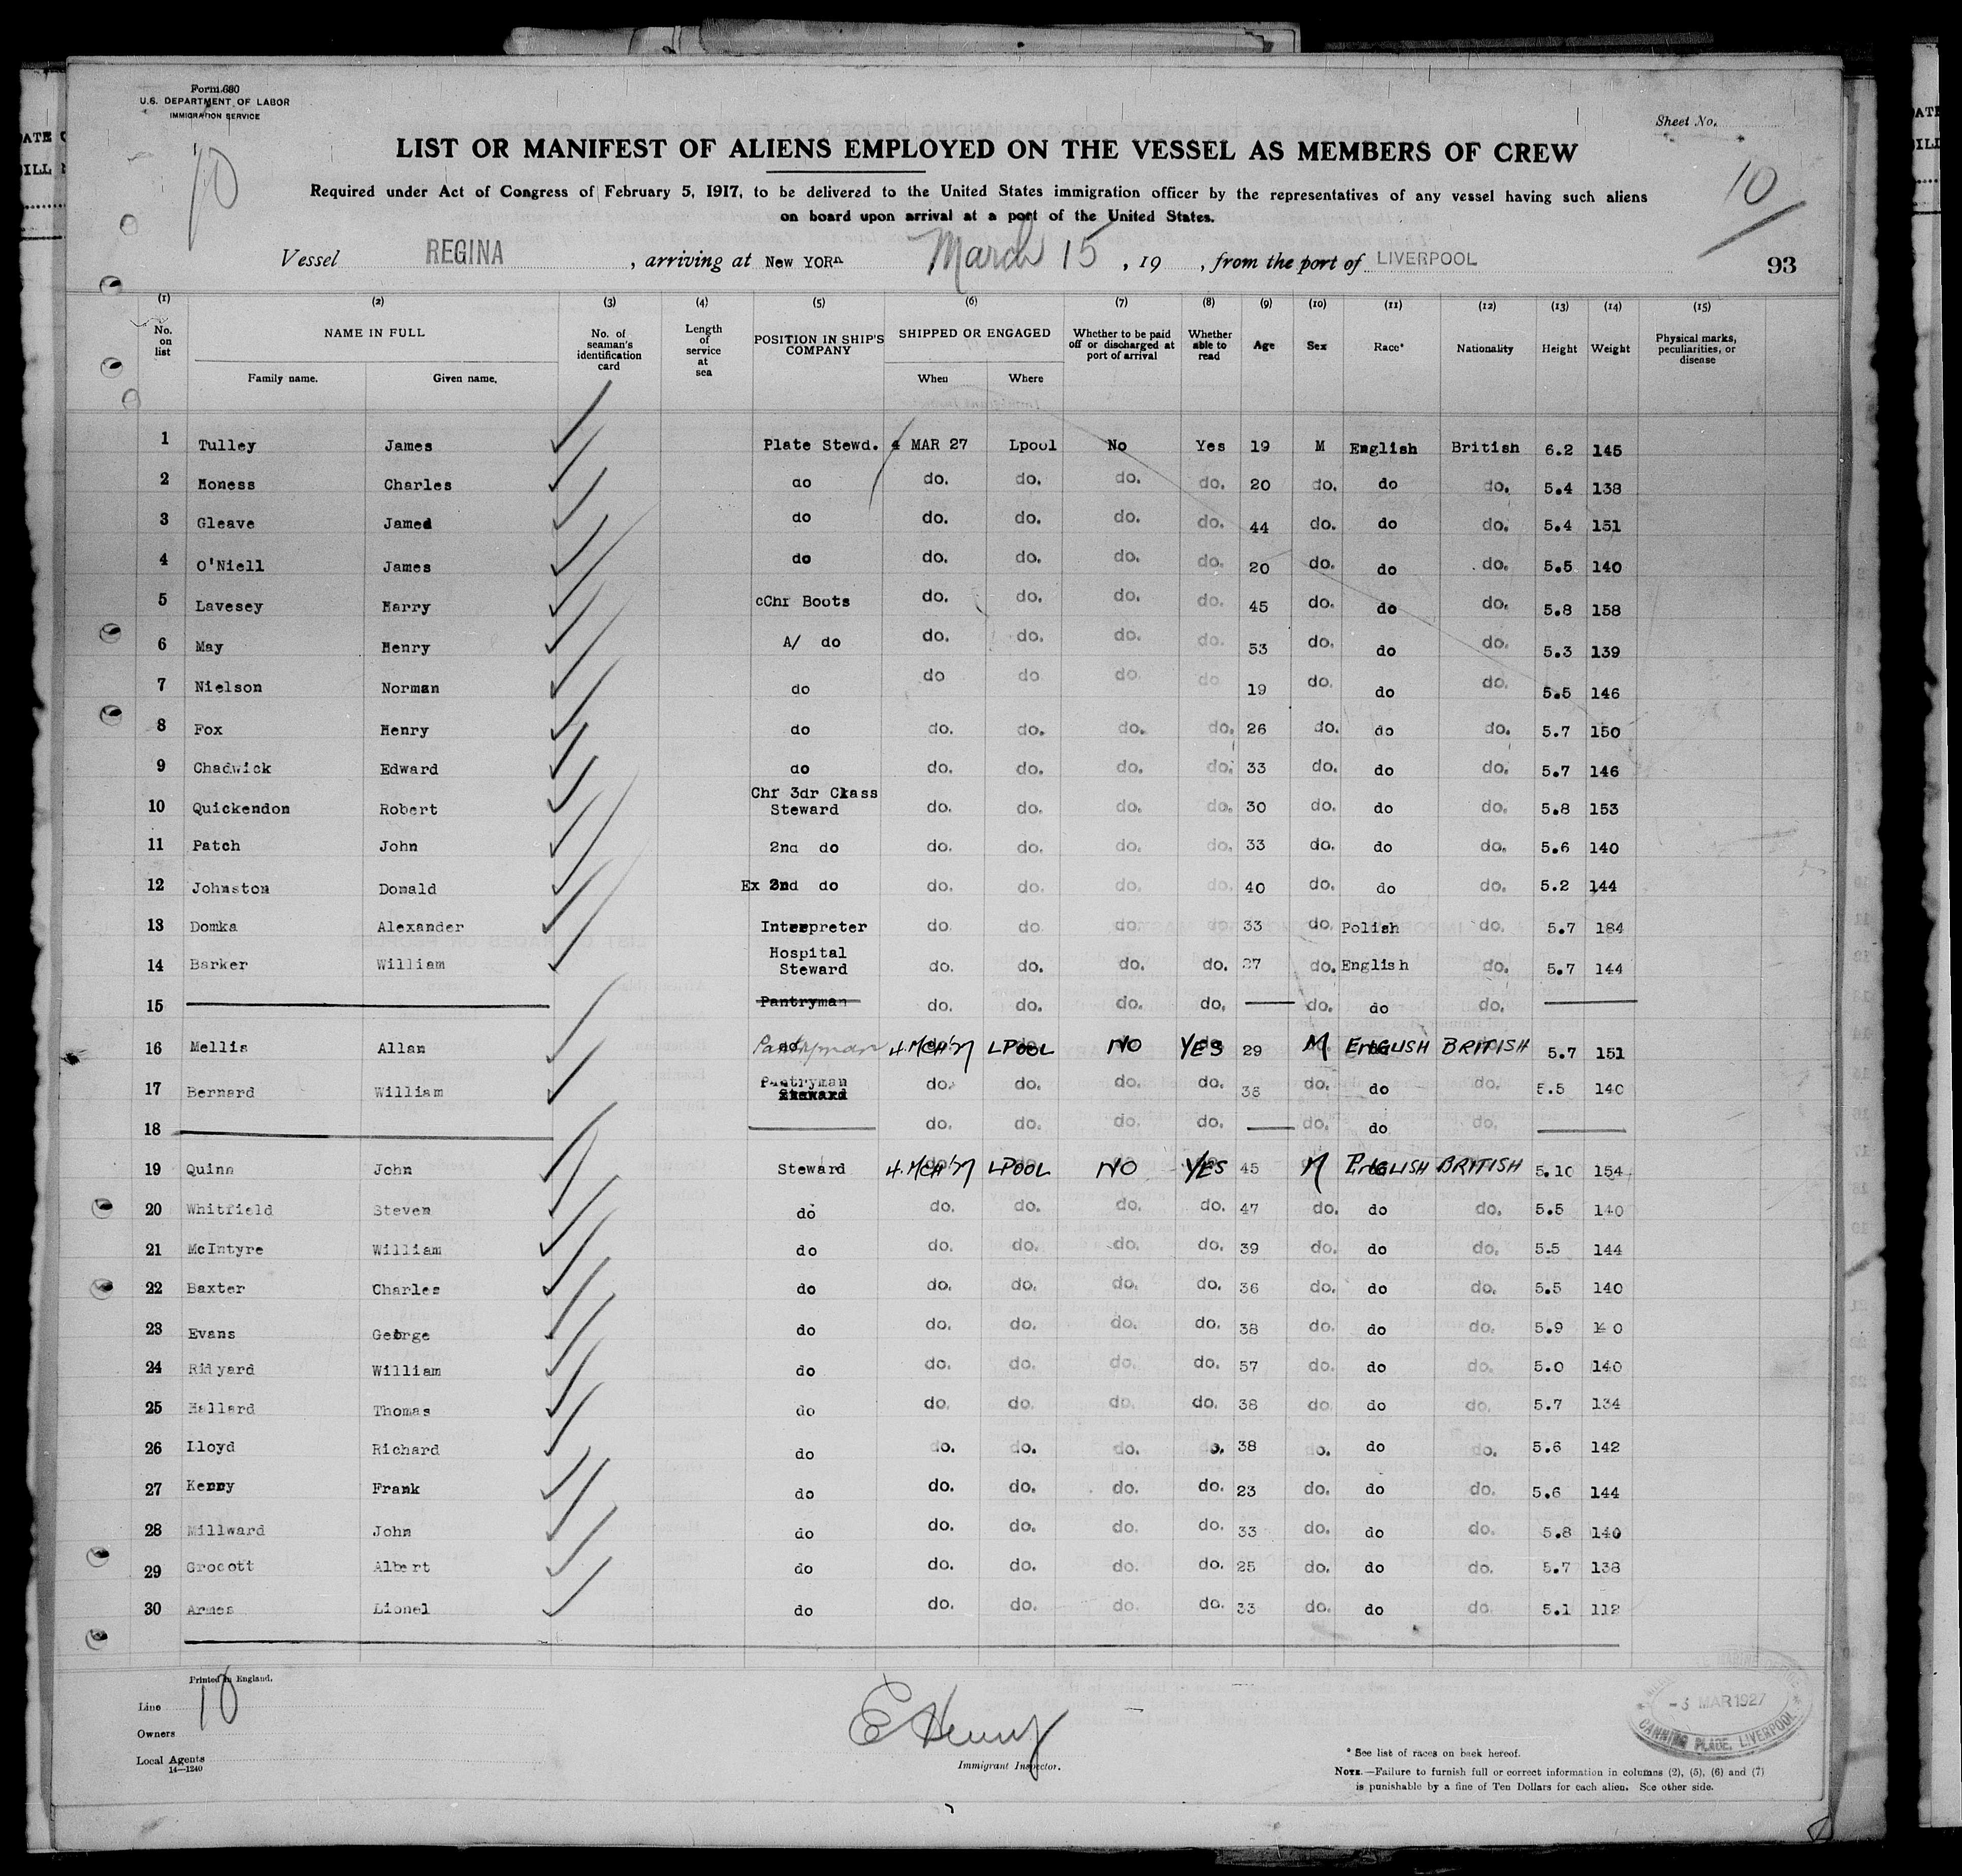 Form 680
U.S. DEPARTMENT OF LABOR
IMMIGRATION SERVICE
Sheet No.
10
10
LIST OR MANIFEST OF ALIENS EMPLOYED ON THE VESSEL AS MEMBERS OF CREW
Required under Act of Congress of February 5, 1917, to be delivered to the United States immigration officer by the representatives of any vessel having such aliens
on board upon arrival at a port of the United States.
Vessel REGINA, arriving at New YORK March 15, 19 , from the port of LIVERPOOL
93
(1) (2) (3) (4) (5) (6) (7) (8) (9) (10) (11) (12) (13) (14) (15)
No. on list NAME IN FULL Family name. Given name. No. of seaman's identification card Length of service at sea POSITION IN SHIP'S COMPANY SHIPPED OR ENGAGED When Where Whether to be paid off or discharged at port of arrival Whether able to read Age Sex Race* Nationality Height Weight Physical marks, peculiarities, or disease
1 Tulley James Plate Stewd. 4 MAR 27 Lpool No Yes 19 M English British 6.2 145
2 Honess Charles do do. do. do. do. 20 do. do do. 5.4 138
3 Gleave Jamed do do. do. do. do. 44 do. do do. 5.4 151
4 O'Niell James do do. do. do. do. 20 do. do do. 5.5 140
5 Lavesey Harry cChr Boots do. do. do. do. 45 do. do do. 5.8 158
6 May Henry A/ do do. do. do. do. 53 do. do do. 5.3 139
7 Nielson Norman do do do do do 19 do. do do. 5.5 146
8 Fox Henry do do. do. do. do. 26 do. do do. 5.7 150
9 Chadwick Edward do do. do. do. do. 33 do. do do. 5.7 146
10 Quickendon Robert Chr 3dr Class Steward do. do. do. do. 30 do. do do. 5.8 153
11 Patch John 2nd do do. do. do. do. 33 do. do do. 5.6 140
12 Johnston Donald Ex 2nd do do. do. do. do. 40 do. do do. 5.2 144
13 Domka Alexander Interpreter do do do do 33 do. Polish do. 5.7 184
14 Barker William Hospital Steward do. do. do. do. 27 do. English do. 5.7 144
15 Pantryman do. do. do. do. do. do do.
16 Mellis Allan Pantryman 4.MCH'27 LPOOL NO YES 29 M ENGLISH BRITISH 5.7 151
17 Bernard William Pantryman Steward do. do. do. do. 38 do. do do. 5.5 140
18 do. do. do. do. do. do do.
19 Quinn John Steward 4.MCH'27 LPOOL NO YES 45 M ENGLISH BRITISH 5.10 154
20 Whitfield Steven do do. do. do. do. 47 do. do do. 5.5 140
21 McIntyre William do do. do. do. do. 39 do. do do. 5.5 144
22 Baxter Charles do do. do. do. do. 36 do. do do. 5.5 140
23 Evans George do do. do. do. do. 38 do. do do. 5.9 140
24 Ridyard William do do. do. do. do. 57 do. do do. 5.0 140
25 Hallard Thomas do do. do. do. do. 38 do. do do. 5.7 134
26 Lloyd Richard do do. do. do. do. 38 do. do do. 5.6 142
27 Kenny Frank do do. do. do. do. 23 do. do do. 5.6 144
28 Millward John do do. do. do. do. 33 do. do do. 5.8 140
29 Grocott Albert do do. do. do. do. 25 do. do do. 5.7 138
30 Armes Lionel do do. do. do. do. 33 do. do do. 5.1 112
Printed in England.
Line
10
Owners
Local Agents
14—1240
E Henry
Immigrant Inspector.
* See list of races on back hereof.
NOTE.—Failure to furnish full or correct information in columns (2), (5), (6) and (7)
is punishable by a fine of Ten Dollars for each alien. See other side.
-3 MAR 1927
CANNING PLACE, LIVERPOOL